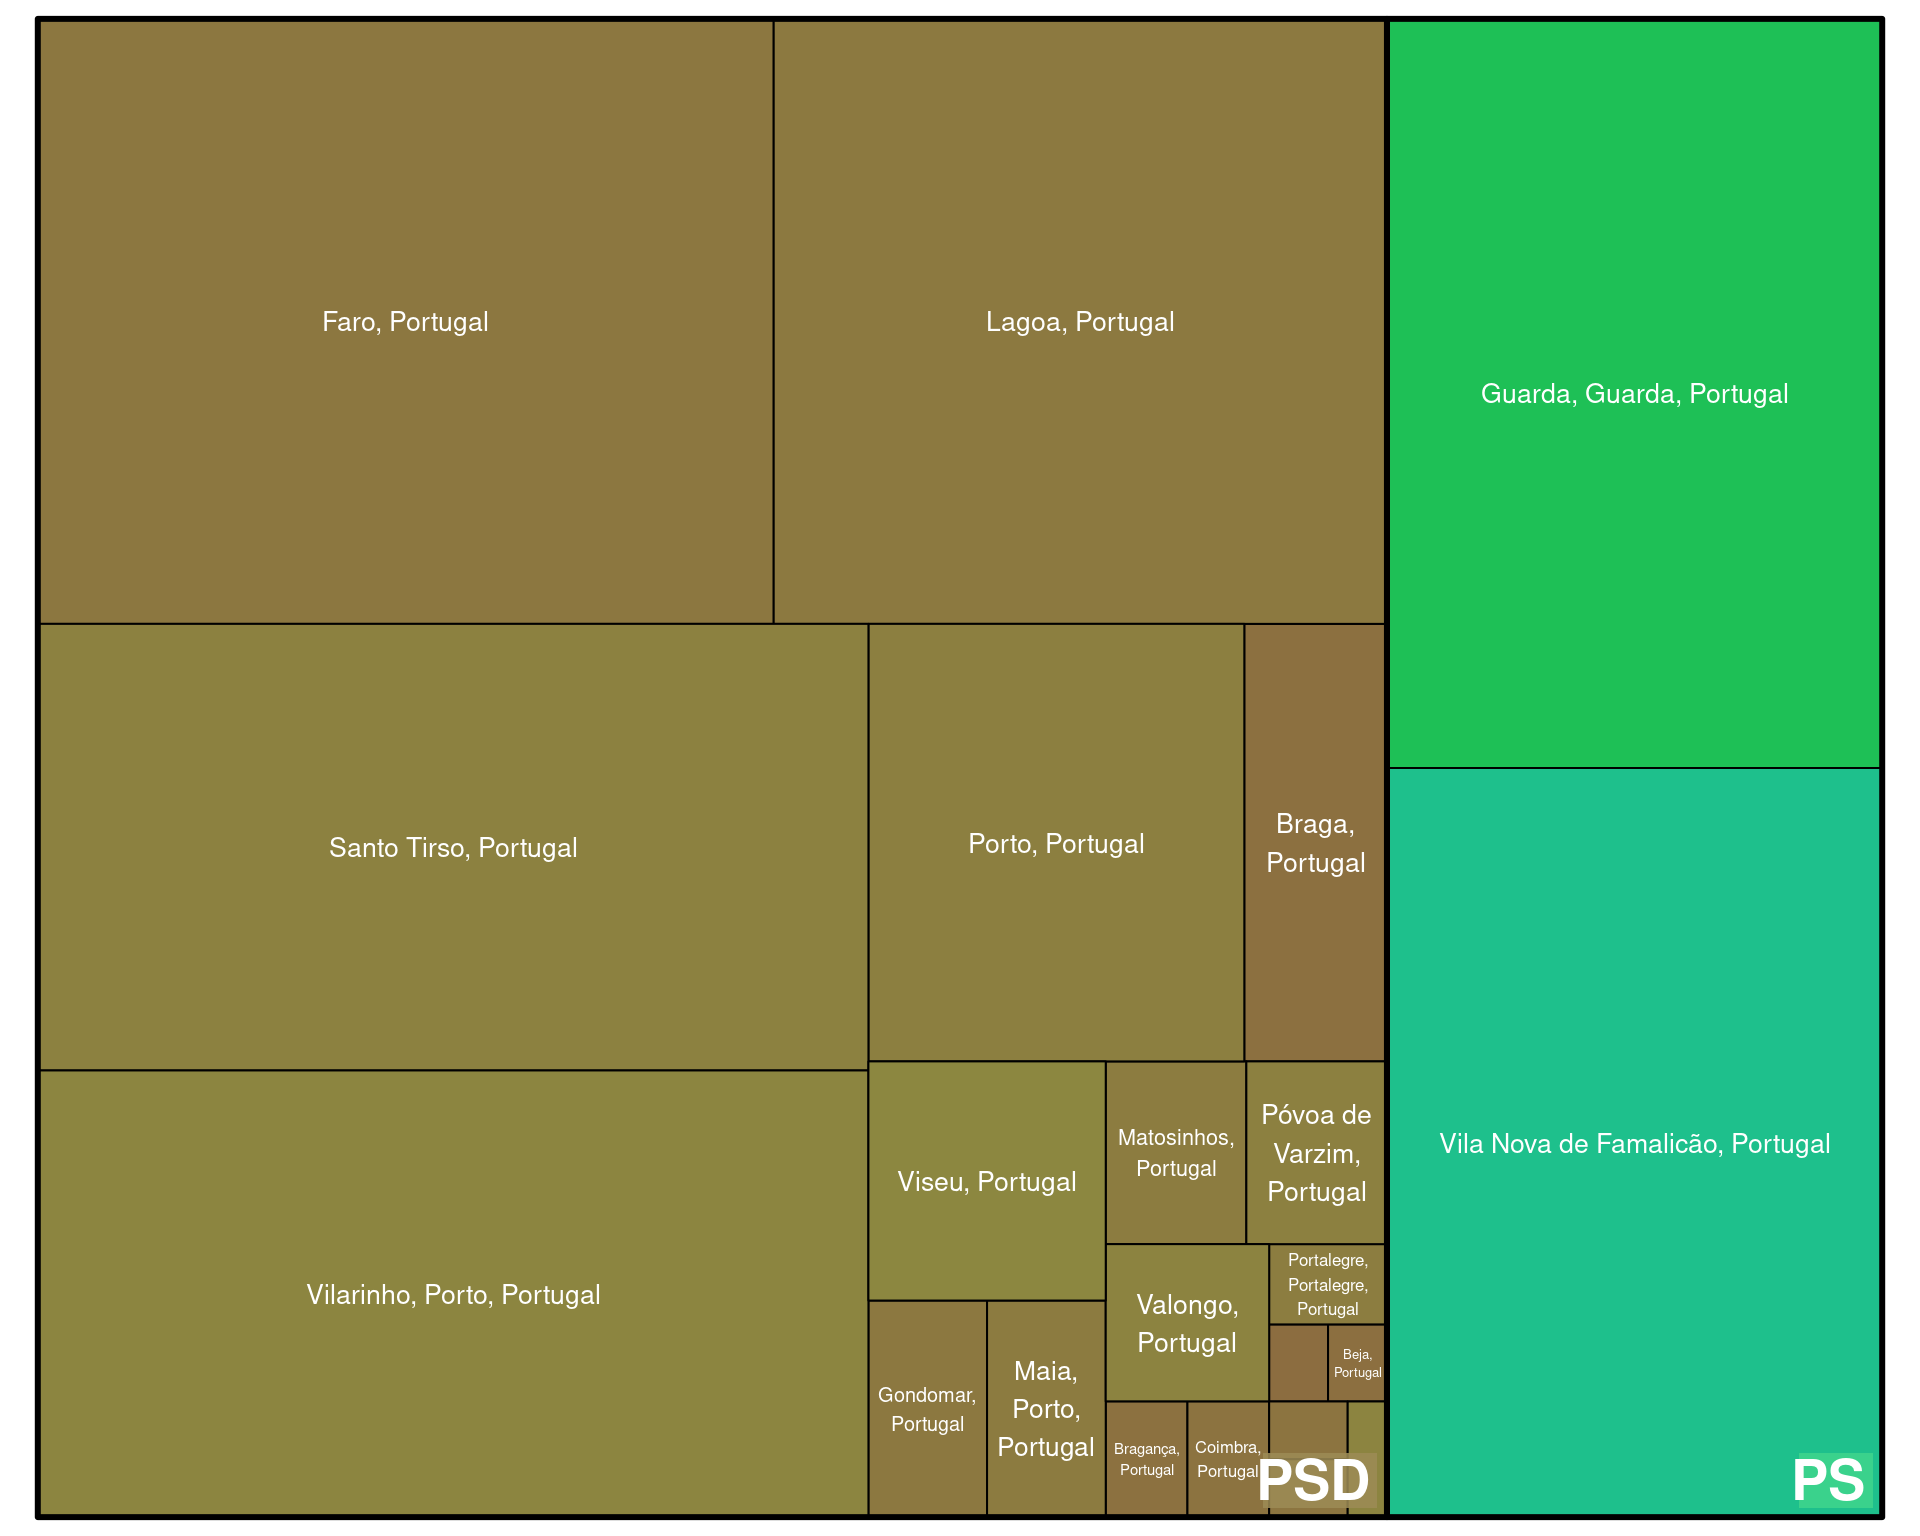 Faro, Portugal
Lagoa, Portugal
Guarda, Guarda, Portugal
Santo Tirso, Portugal
Porto, Portugal
Braga,
Portugal
Vila Nova de Famalicão, Portugal
Vilarinho, Porto, Portugal
Viseu, Portugal
Matosinhos,
Portugal
Póvoa de
Varzim,
Portugal
Valongo,
Portugal
Portalegre,
Portalegre,
Portugal
Beja,
Portugal
Gondomar,
Portugal
Maia,
Porto,
Portugal
Bragança,
Portugal
Coimbra,
Portugal
PSD
PS